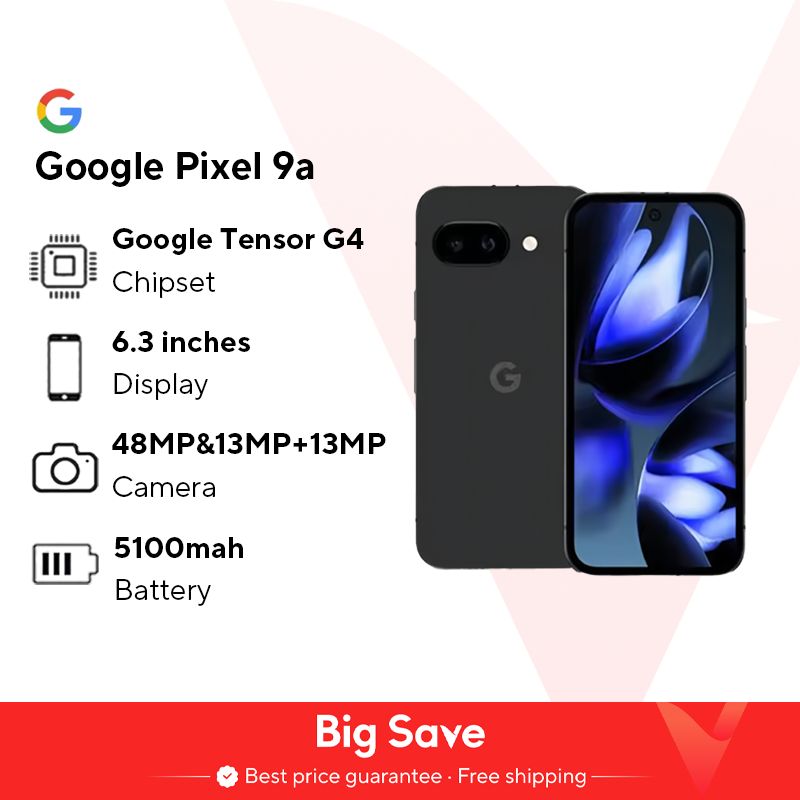 Google Pixel 9a
Google Tensor G4
Chipset
6.3 inches
Display
48MP&13MP+13MP
Camera
5100mah
Battery
Big Save
Best price guarantee · Free shipping